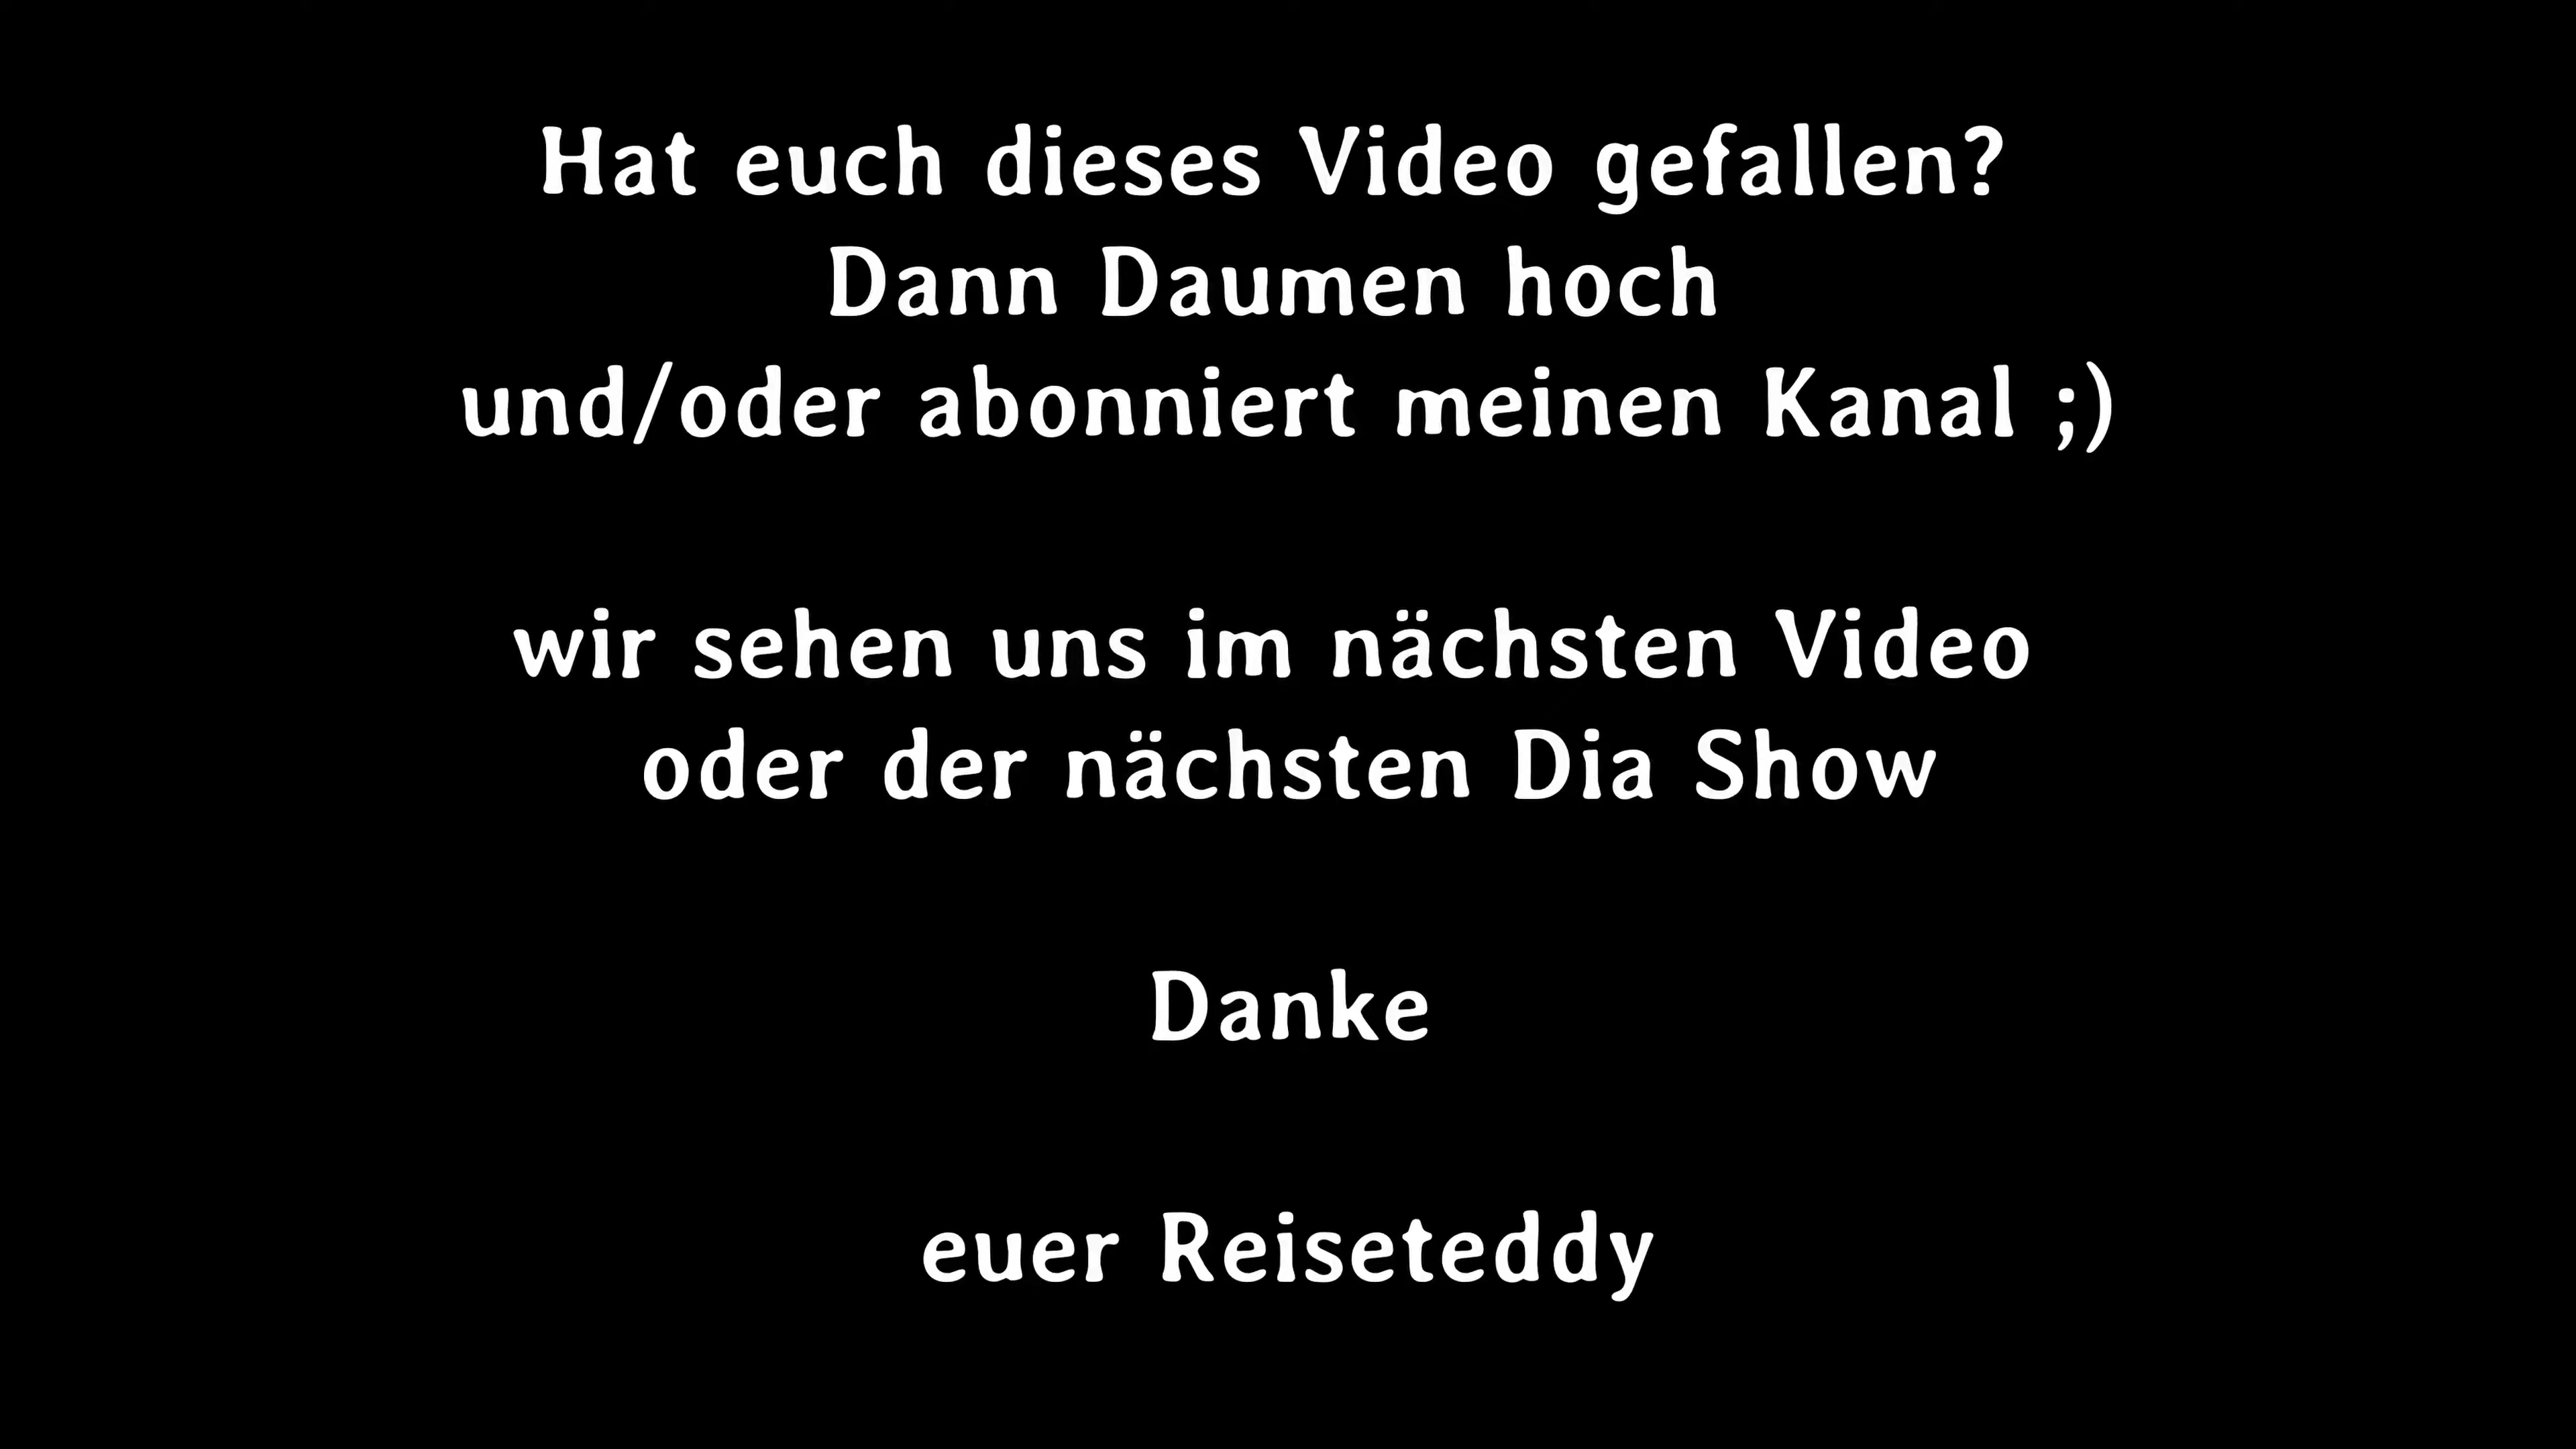 Hat euch dieses Video gefallen?
Dann Daumen hoch
und/oder abonniert meinen Kanal ;)
wir sehen uns im nächsten Video
oder der nächsten Dia Show
Danke
euer Reiseteddy